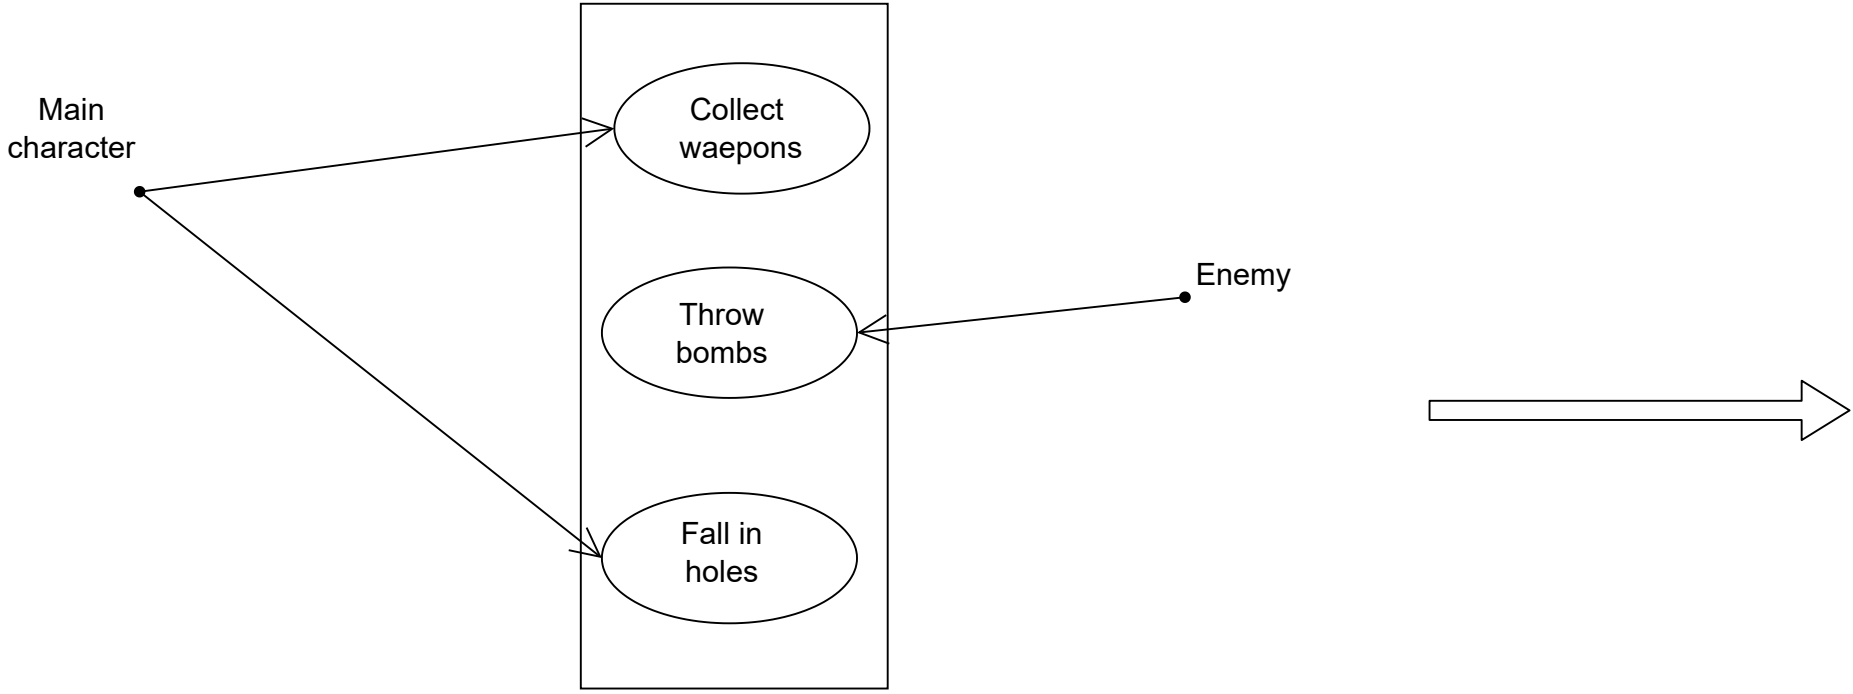 Main
character
Collect
waepons
Throw
bombs
Enemy
Fall in
holes